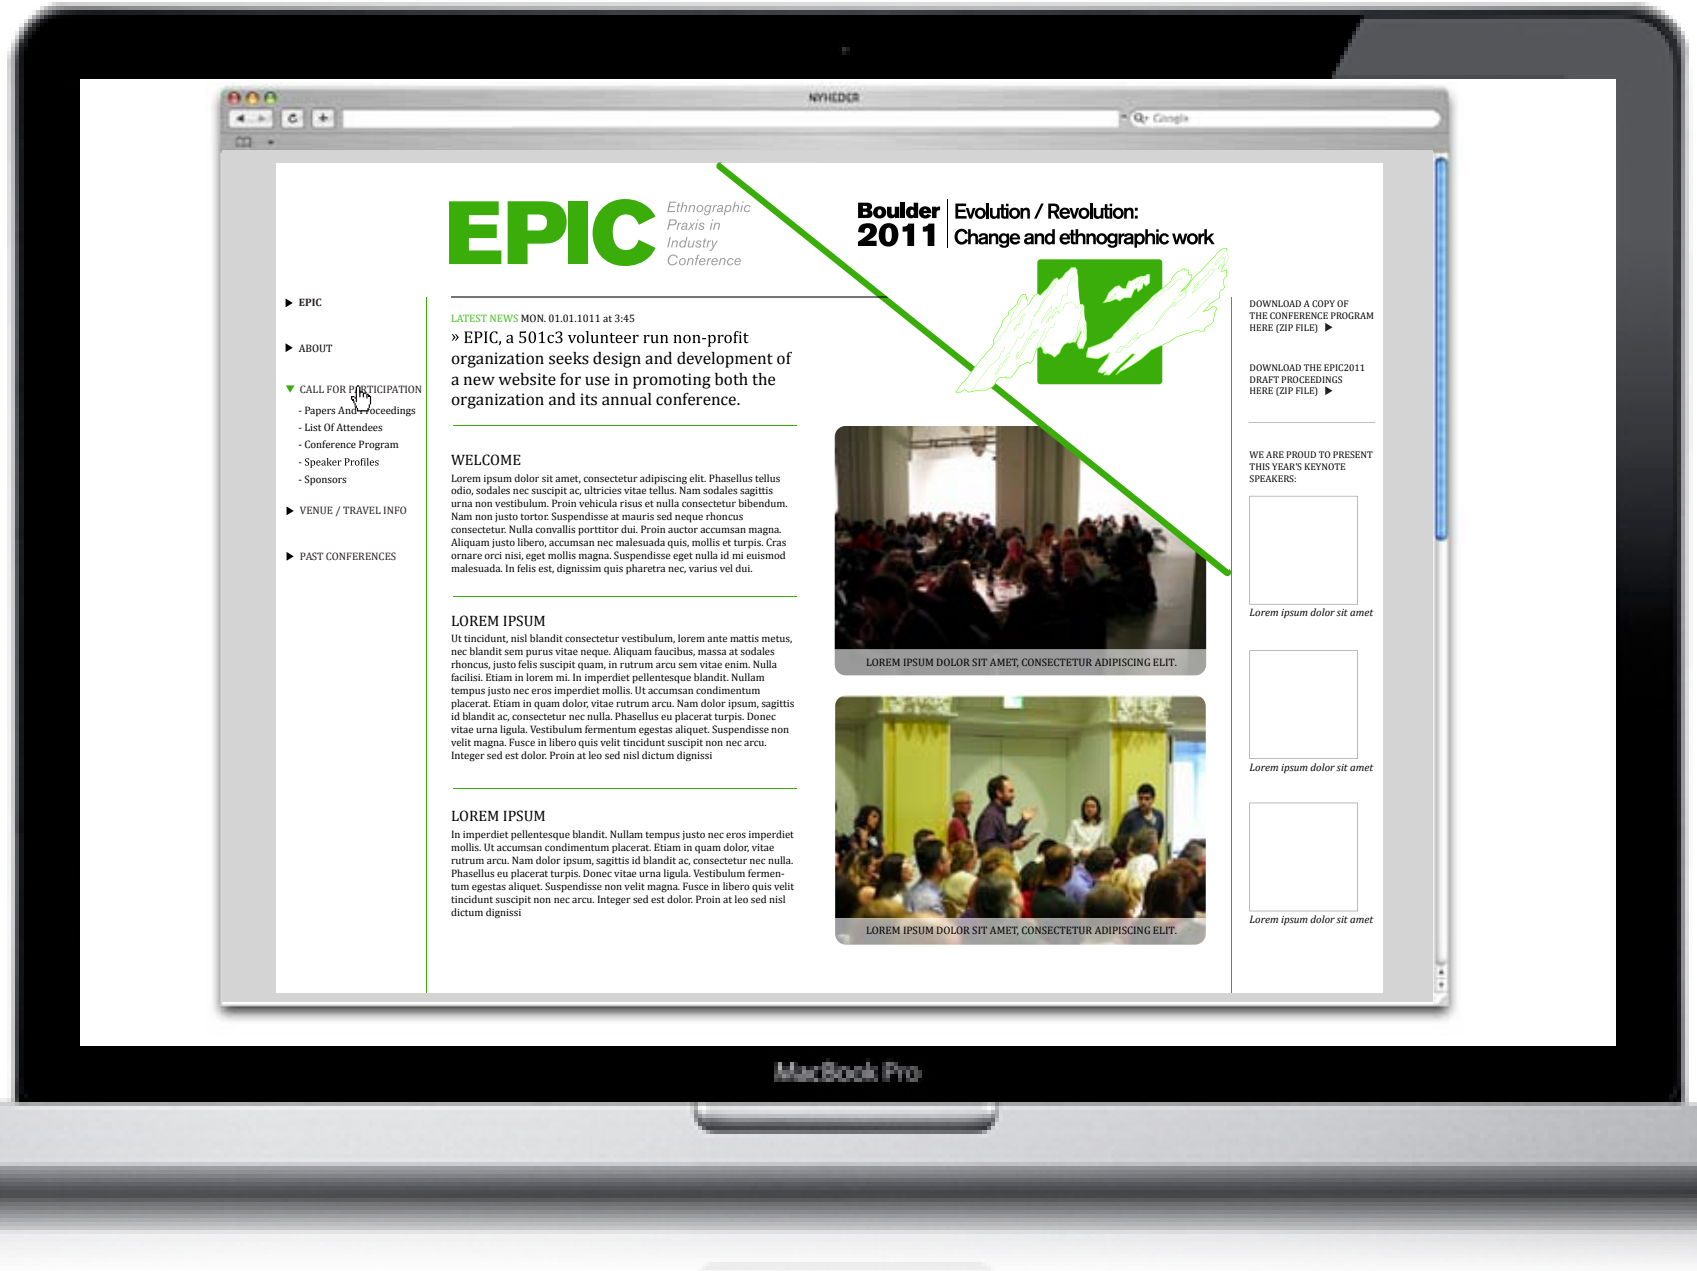 NYHEDER
Google
EPIC
Ethnographic
Praxis in
Industry
Conference
Boulder
2011
Evolution / Revolution:
Change and ethnographic work
EPIC
ABOUT
CALL FOR PARTICIPATION
- Papers And Proceedings
- List Of Attendees
- Conference Program
- Speaker Profiles
- Sponsors
VENUE / TRAVEL INFO
PAST CONFERENCES
LATEST NEWS MON. 01.01.1011 at 3:45
» EPIC, a 501c3 volunteer run non-profit
organization seeks design and development of
a new website for use in promoting both the
organization and its annual conference.
WELCOME
Lorem ipsum dolor sit amet, consectetur adipiscing elit. Phasellus tellus
odio, sodales nec suscipit ac, ultricies vitae tellus. Nam sodales sagittis
urna non vestibulum. Proin vehicula risus et nulla consectetur bibendum.
Nam non justo tortor. Suspendisse at mauris sed neque rhoncus
consectetur. Nulla convallis porttitor dui. Proin auctor accumsan magna.
Aliquam justo libero, accumsan nec malesuada quis, mollis et turpis. Cras
ornare orci nisi, eget mollis magna. Suspendisse eget nulla id mi euismod
malesuada. In felis est, dignissim quis pharetra nec, varius vel dui.
LOREM IPSUM
Ut tincidunt, nisl blandit consectetur vestibulum, lorem ante mattis metus,
nec blandit sem purus vitae neque. Aliquam faucibus, massa at sodales
rhoncus, justo felis suscipit quam, in rutrum arcu sem vitae enim. Nulla
facilisi. Etiam in lorem mi. In imperdiet pellentesque blandit. Nullam
tempus justo nec eros imperdiet mollis. Ut accumsan condimentum
placerat. Etiam in quam dolor, vitae rutrum arcu. Nam dolor ipsum, sagittis
id blandit ac, consectetur nec nulla. Phasellus eu placerat turpis. Donec
vitae urna ligula. Vestibulum fermentum egestas aliquet. Suspendisse non
velit magna. Fusce in libero quis velit tincidunt suscipit non nec arcu.
Integer sed est dolor. Proin at leo sed nisl dictum dignissi
LOREM IPSUM
In imperdiet pellentesque blandit. Nullam tempus justo nec eros imperdiet
mollis. Ut accumsan condimentum placerat. Etiam in quam dolor, vitae
rutrum arcu. Nam dolor ipsum, sagittis id blandit ac, consectetur nec nulla.
Phasellus eu placerat turpis. Donec vitae urna ligula. Vestibulum fermen-
tum egestas aliquet. Suspendisse non velit magna. Fusce in libero quis velit
tincidunt suscipit non nec arcu. Integer sed est dolor. Proin at leo sed nisl
dictum dignissi
LOREM IPSUM DOLOR SIT AMET, CONSECTETUR ADIPISCING ELIT.
LOREM IPSUM DOLOR SIT AMET, CONSECTETUR ADIPISCING ELIT.
DOWNLOAD A COPY OF
THE CONFERENCE PROGRAM
HERE (ZIP FILE)
DOWNLOAD THE EPIC2011
DRAFT PROCEEDINGS
HERE (ZIP FILE)
WE ARE PROUD TO PRESENT
THIS YEAR'S KEYNOTE
SPEAKERS:
Lorem ipsum dolor sit amet
Lorem ipsum dolor sit amet
Lorem ipsum dolor sit amet
MacBook Pro